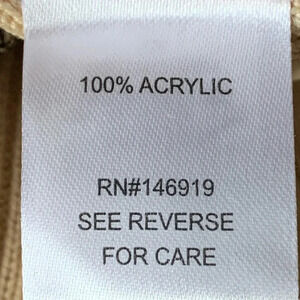 100% ACRYLIC
RN#146919
SEE REVERSE
FOR CARE